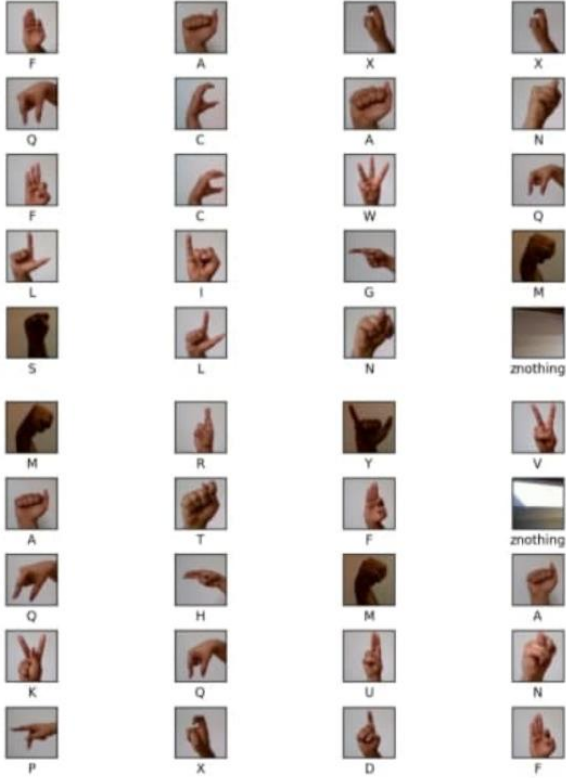 F A X X
Q C A N
F C W Q
L I G M
S L N znothing
M R Y V
A T F znothing
Q H M A
K Q U N
P X D F